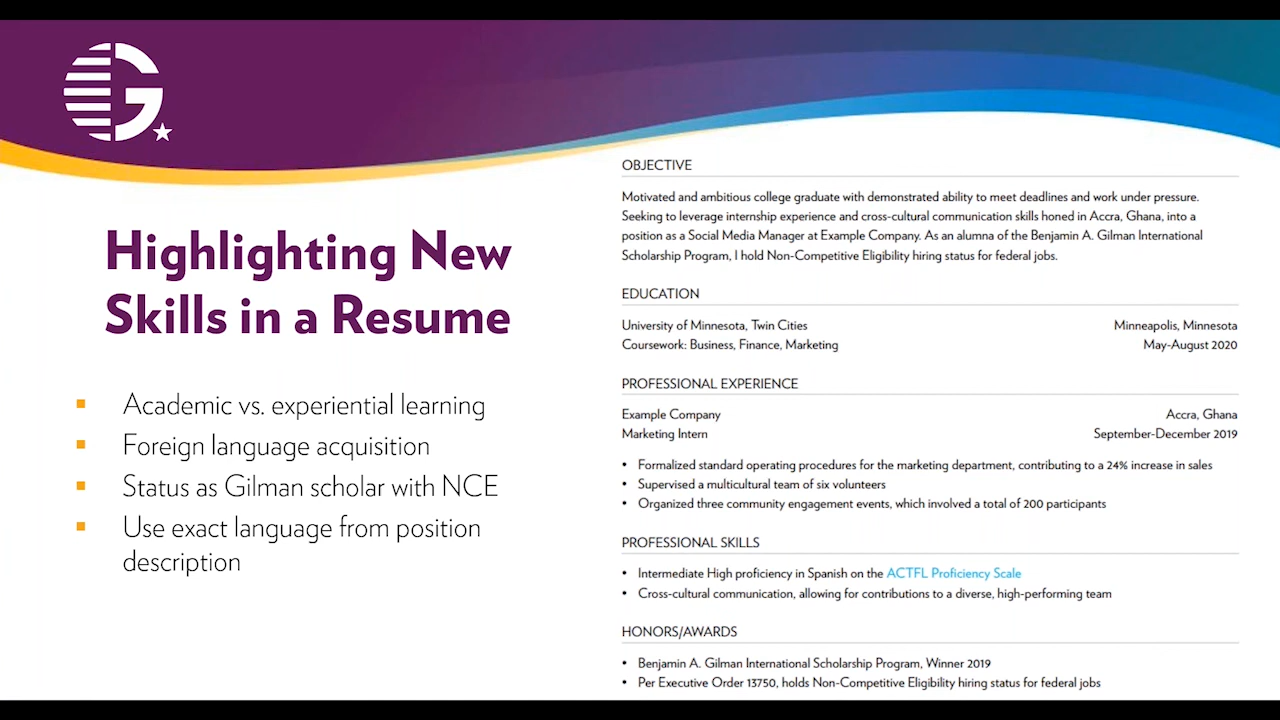 G
Highlighting New
Skills in a Resume
▪ Academic vs. experiential learning
▪ Foreign language acquisition
▪ Status as Gilman scholar with NCE
▪ Use exact language from position
description
OBJECTIVE
Motivated and ambitious college graduate with demonstrated ability to meet deadlines and work under pressure.
Seeking to leverage internship experience and cross-cultural communication skills honed in Accra, Ghana, into a
position as a Social Media Manager at Example Company. As an alumna of the Benjamin A. Gilman International
Scholarship Program, I hold Non-Competitive Eligibility hiring status for federal jobs.
EDUCATION
University of Minnesota, Twin Cities Minneapolis, Minnesota
Coursework: Business, Finance, Marketing May-August 2020
PROFESSIONAL EXPERIENCE
Example Company Accra, Ghana
Marketing Intern September-December 2019
• Formalized standard operating procedures for the marketing department, contributing to a 24% increase in sales
• Supervised a multicultural team of six volunteers
• Organized three community engagement events, which involved a total of 200 participants
PROFESSIONAL SKILLS
• Intermediate High proficiency in Spanish on the ACTFL Proficiency Scale
• Cross-cultural communication, allowing for contributions to a diverse, high-performing team
HONORS/AWARDS
• Benjamin A. Gilman International Scholarship Program, Winner 2019
• Per Executive Order 13750, holds Non-Competitive Eligibility hiring status for federal jobs